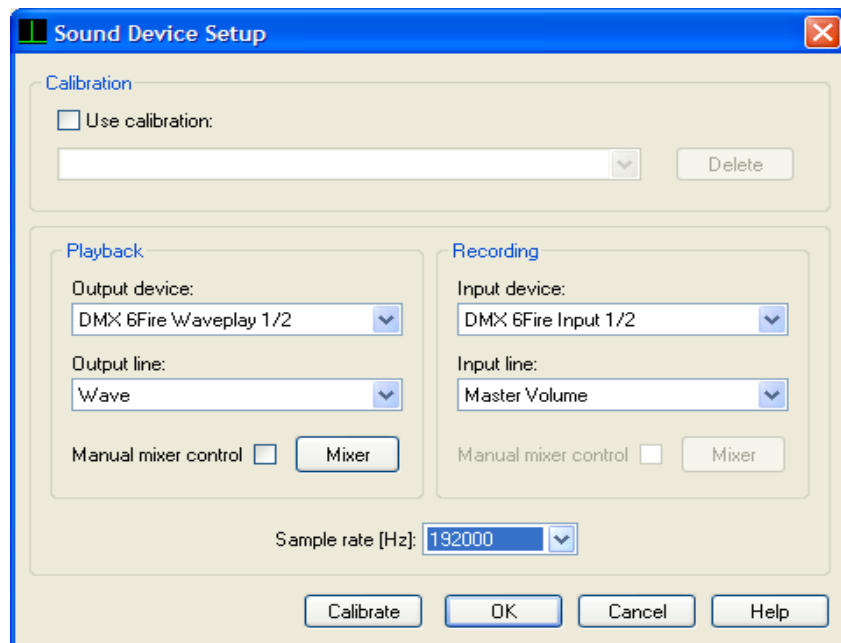 Sound Device Setup
Calibration
Use calibration:
Delete
Playback
Output device:
DMX 6Fire Waveplay 1/2
Output line:
Wave
Manual mixer control
Mixer
Recording
Input device:
DMX 6Fire Input 1/2
Input line:
Master Volume
Manual mixer control
Mixer
Sample rate [Hz]: 192000
Calibrate OK Cancel Help